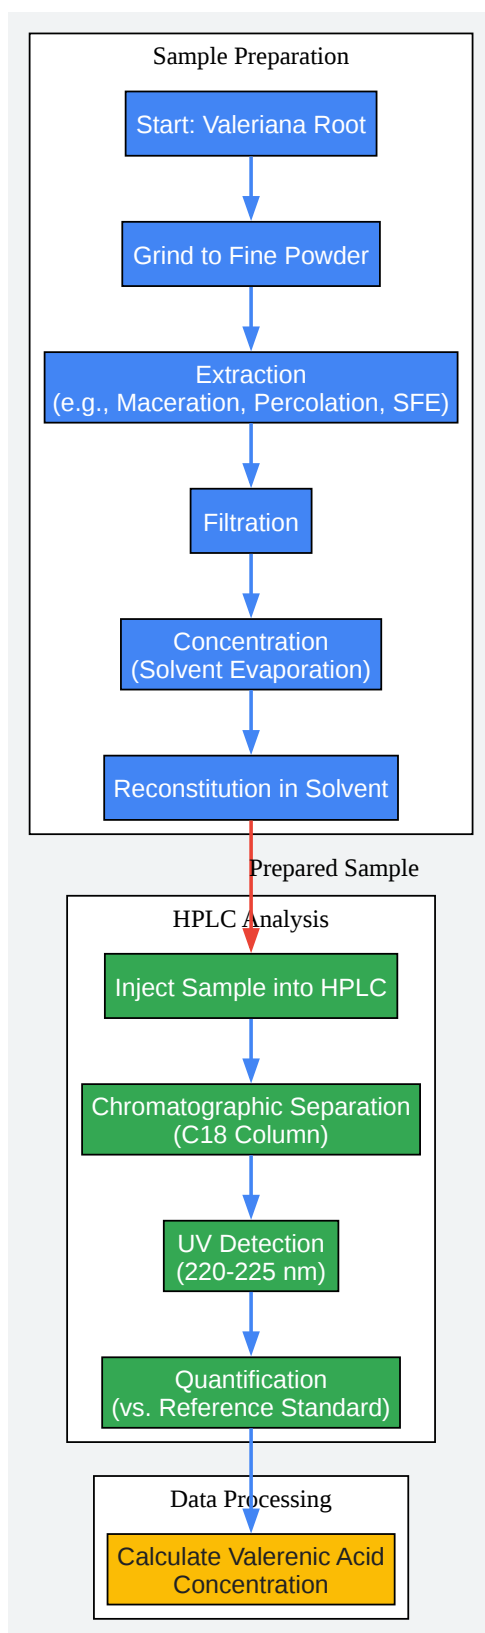 Sample Preparation
Start: Valeriana Root
Grind to Fine Powder
Extraction
(e.g., Maceration, Percolation, SFE)
Filtration
Concentration
(Solvent Evaporation)
Reconstitution in Solvent
Prepared Sample
HPLC Analysis
Inject Sample into HPLC
Chromatographic Separation
(C18 Column)
UV Detection
(220-225 nm)
Quantification
(vs. Reference Standard)
Data Processing
Calculate Valerenic Acid
Concentration